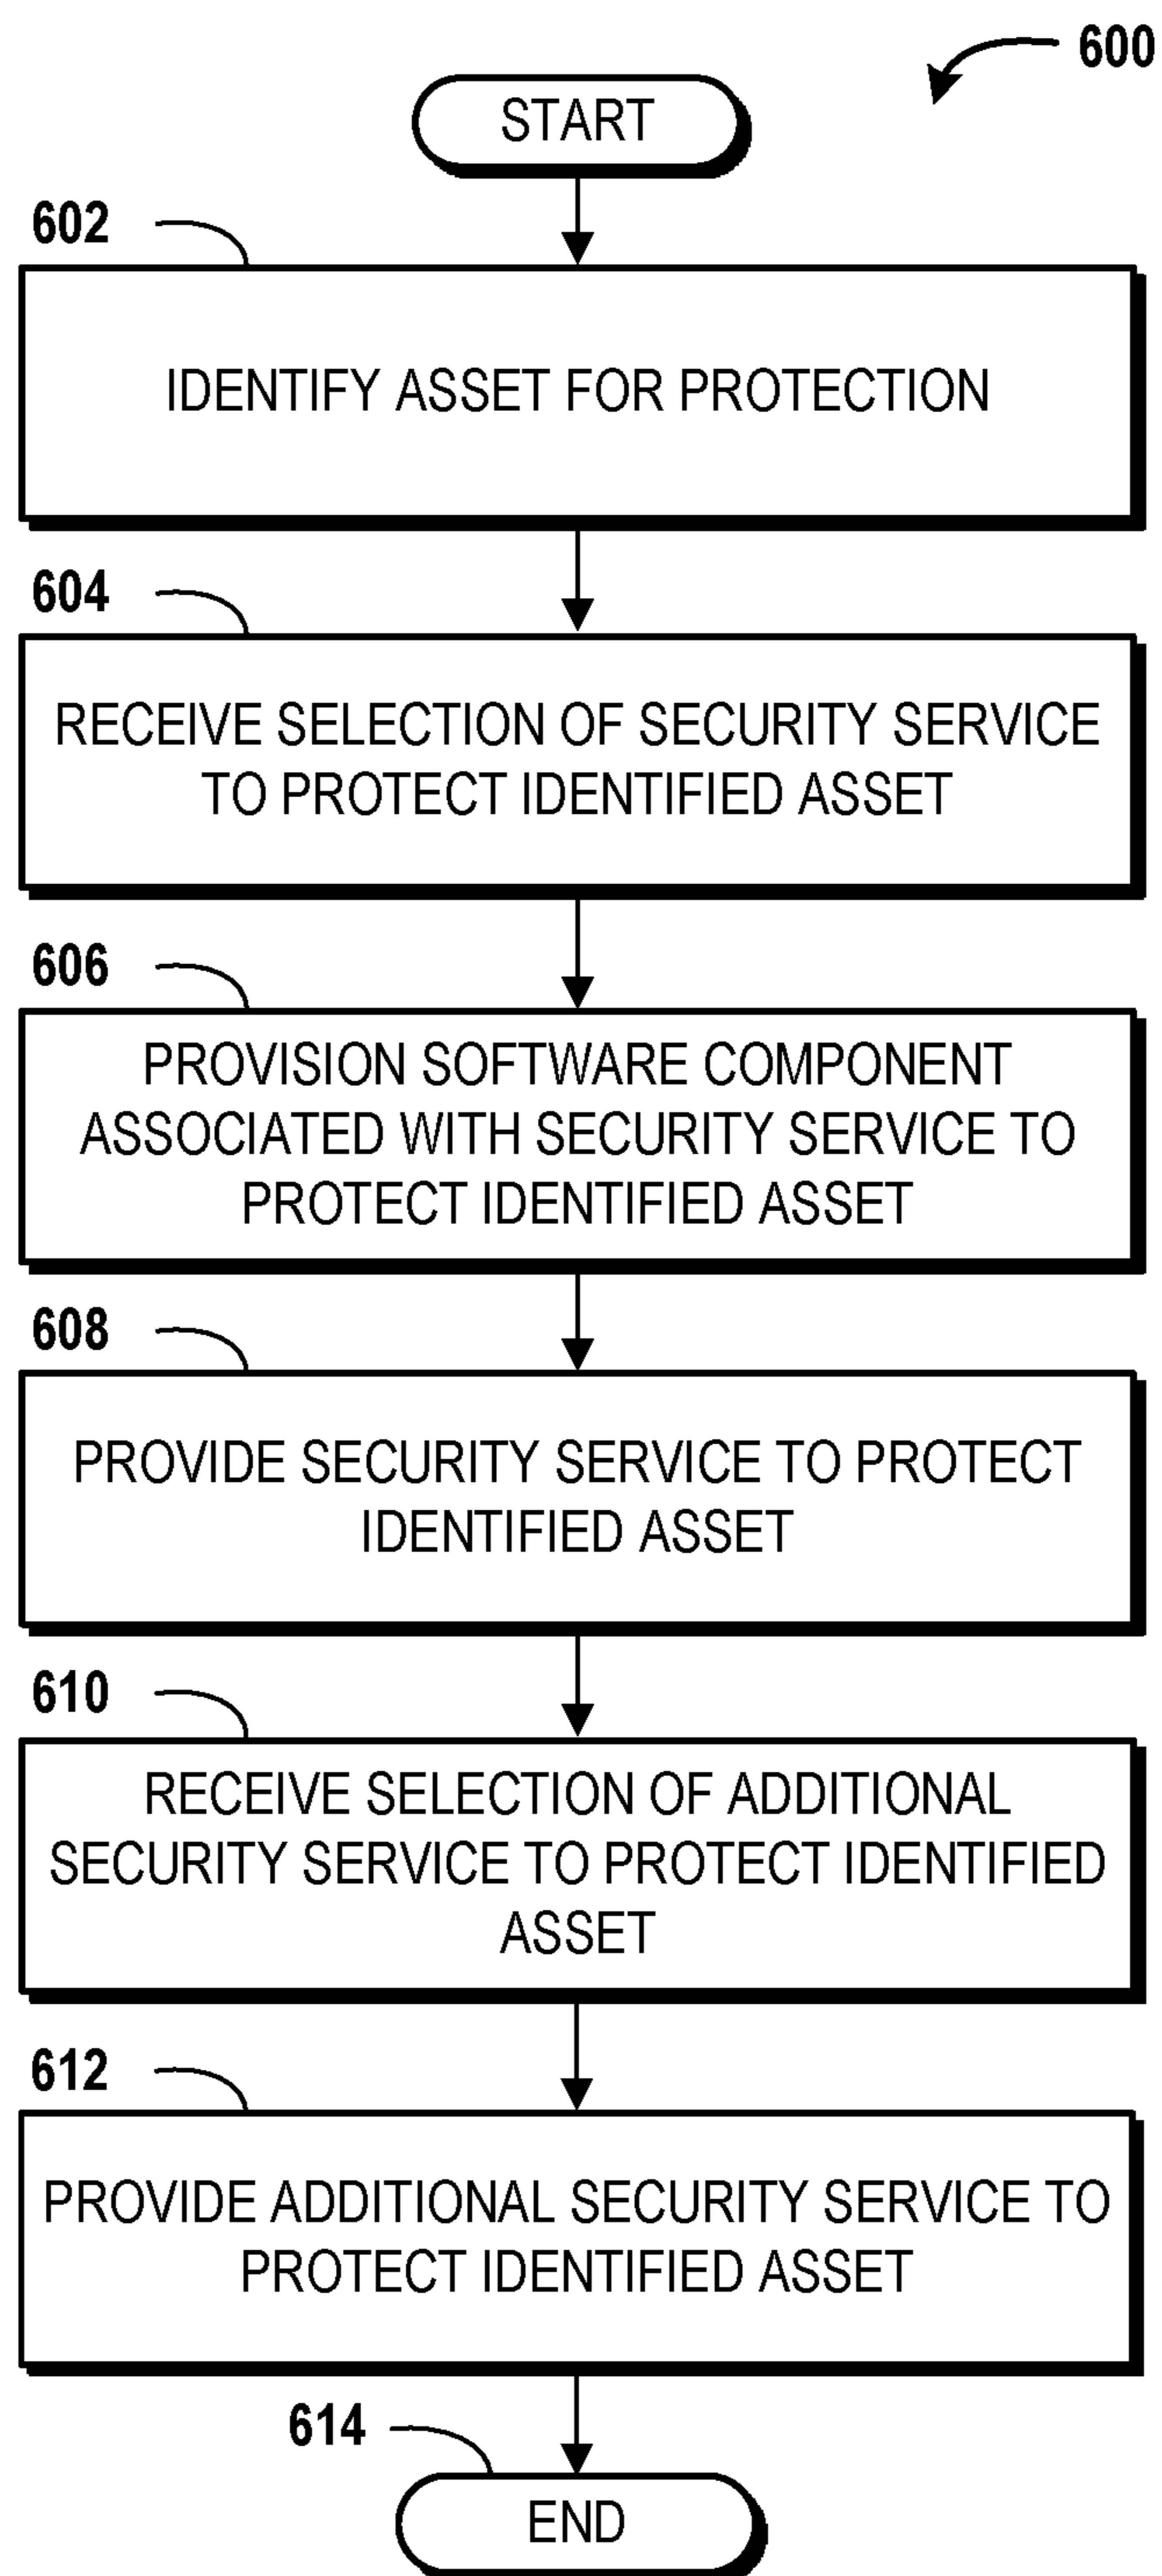 600
START
602
IDENTIFY ASSET FOR PROTECTION
604
RECEIVE SELECTION OF SECURITY SERVICE
TO PROTECT IDENTIFIED ASSET
606
PROVISION SOFTWARE COMPONENT
ASSOCIATED WITH SECURITY SERVICE TO
PROTECT IDENTIFIED ASSET
608
PROVIDE SECURITY SERVICE TO PROTECT
IDENTIFIED ASSET
610
RECEIVE SELECTION OF ADDITIONAL
SECURITY SERVICE TO PROTECT IDENTIFIED
ASSET
612
PROVIDE ADDITIONAL SECURITY SERVICE TO
PROTECT IDENTIFIED ASSET
614
END